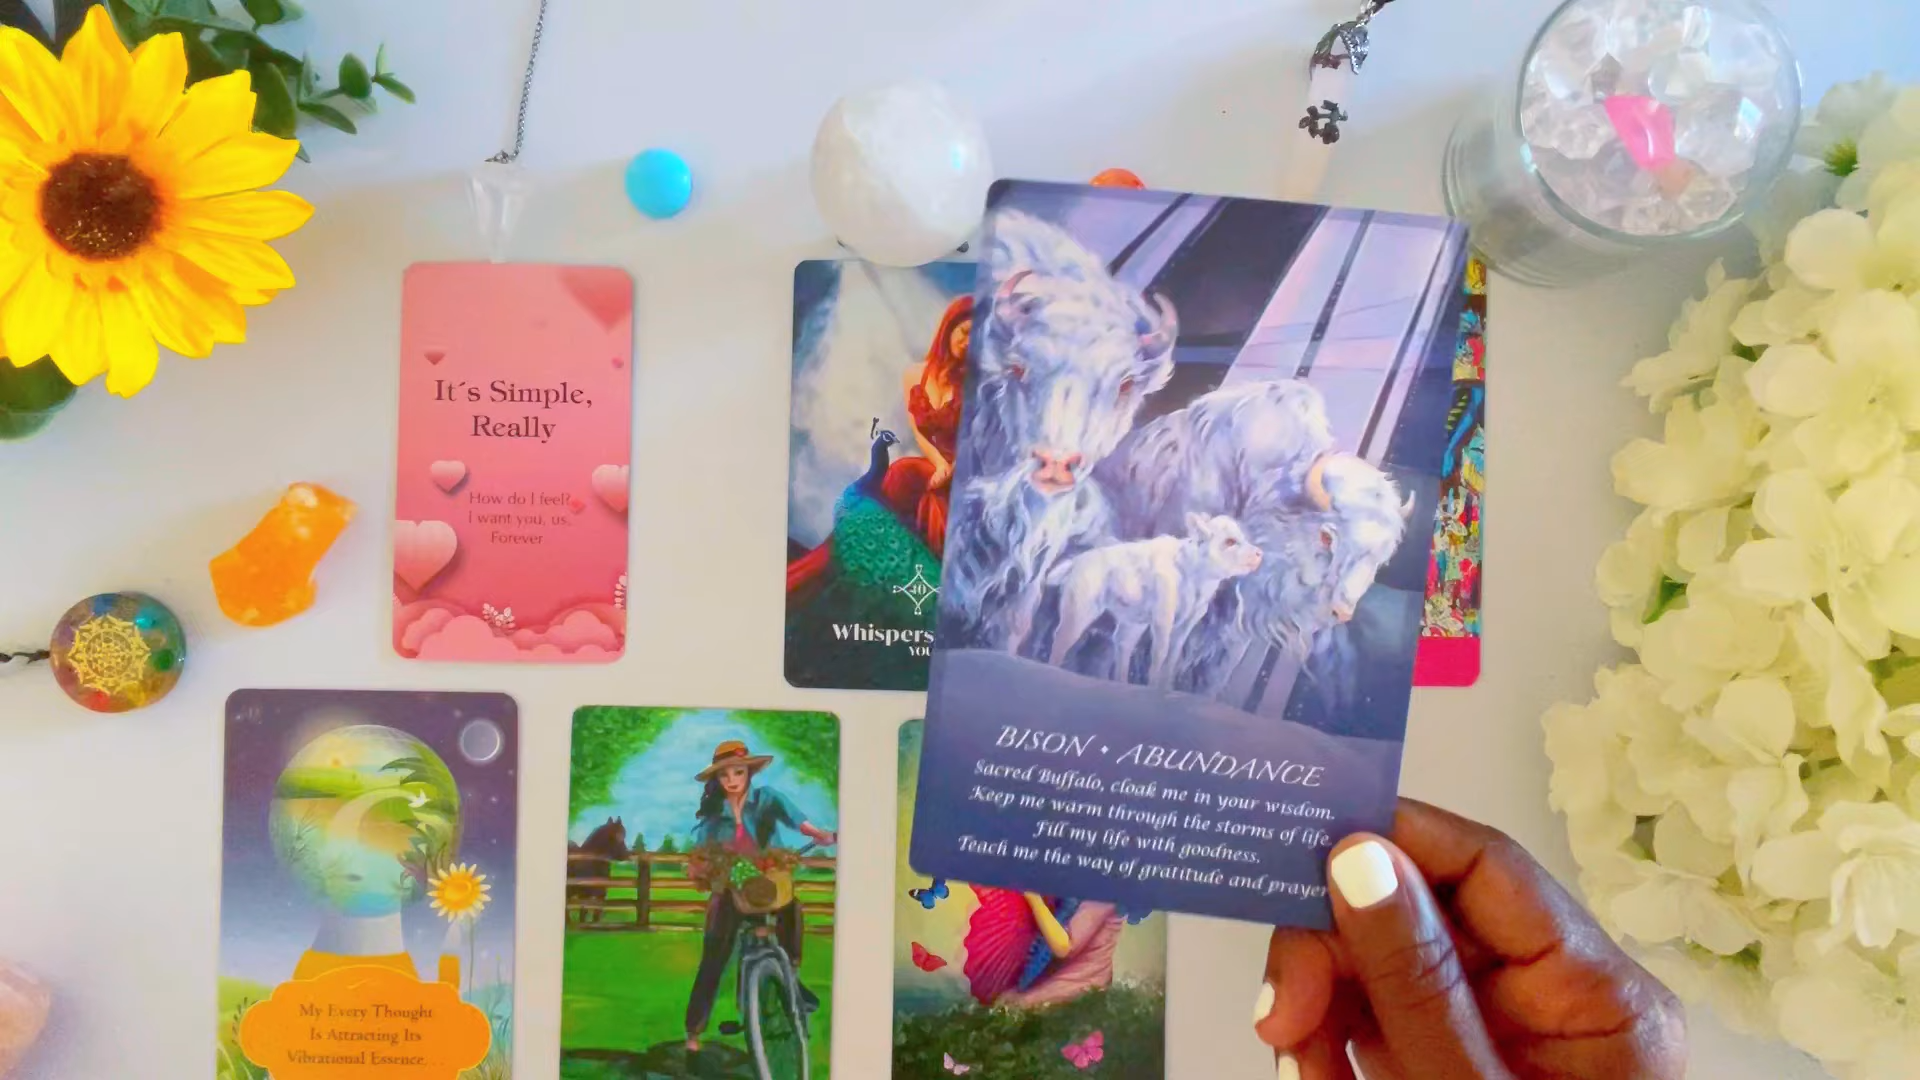 It´s Simple,
Really
How do I feel?
I want you, us,
Forever
40
Whispers
YOU
BISON • ABUNDANCE
Sacred Buffalo, cloak me in your wisdom.
Keep me warm through the storms of life.
Fill my life with goodness.
Teach me the way of gratitude and prayer
My Every Thought
Is Attracting Its
Vibrational Essence. . .